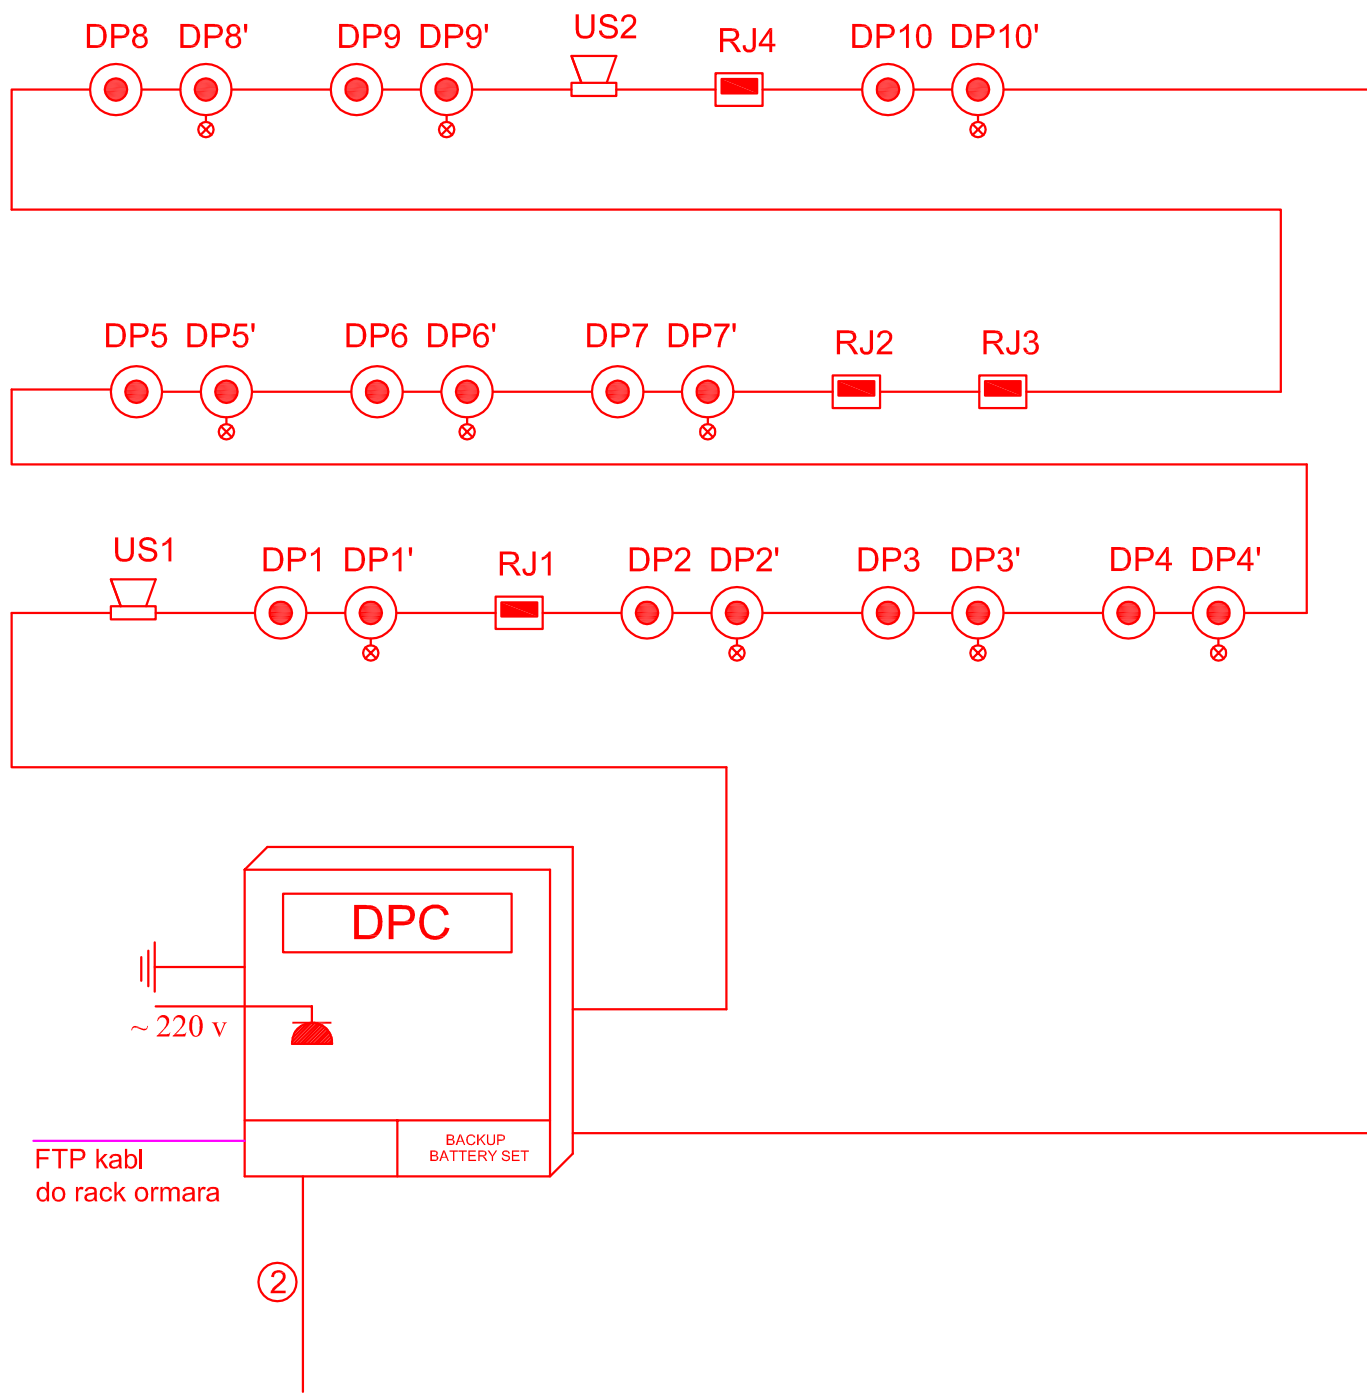 DP8 DP8' DP9 DP9' US2 RJ4 DP10 DP10'
DP5 DP5' DP6 DP6' DP7 DP7' RJ2 RJ3
US1 DP1 DP1' RJ1 DP2 DP2' DP3 DP3' DP4 DP4'
DPC
~ 220 v
BACKUP
BATTERY SET
FTP kabl
do rack ormara
2